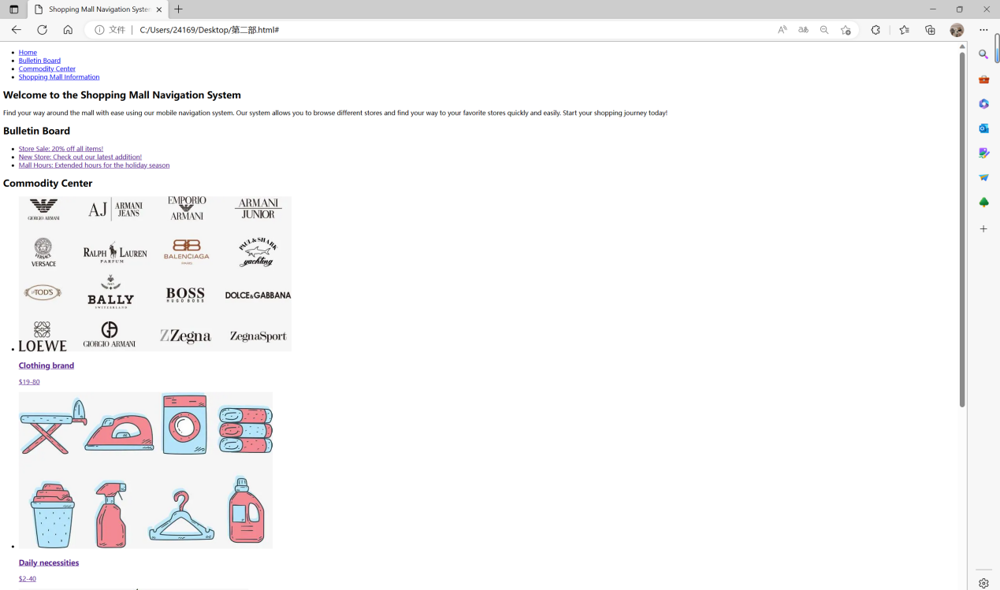 Shopping Mall Navigation System
文件
C:/Users/24169/Desktop/第二部.html#
Home
Bulletin Board
Commodity Center
Shopping Mall Information
Welcome to the Shopping Mall Navigation System
Find your way around the mall with ease using our mobile navigation system. Our system allows you to browse different stores and find your way to your favorite stores quickly and easily. Start your shopping journey today!
Bulletin Board
Store Sale: 20% off all items!
New Store: Check out our latest addition!
Mall Hours: Extended hours for the holiday season
Commodity Center
GIORGIO ARMANI
AJ ARMANI JEANS
EMPORIO ARMANI
ARMANI JUNIOR
VERSACE
RALPH LAUREN
PARFUM
BALENCIAGA
PAUL & SHARK
yachting
TOD'S
BALLY
SWITZERLAND
BOSS
HUGO BOSS
DOLCE&GABBANA
LOEWE
GIORGIO ARMANI
ZZegna
ZegnaSport
Clothing brand
$19-80
Daily necessities
$2-40